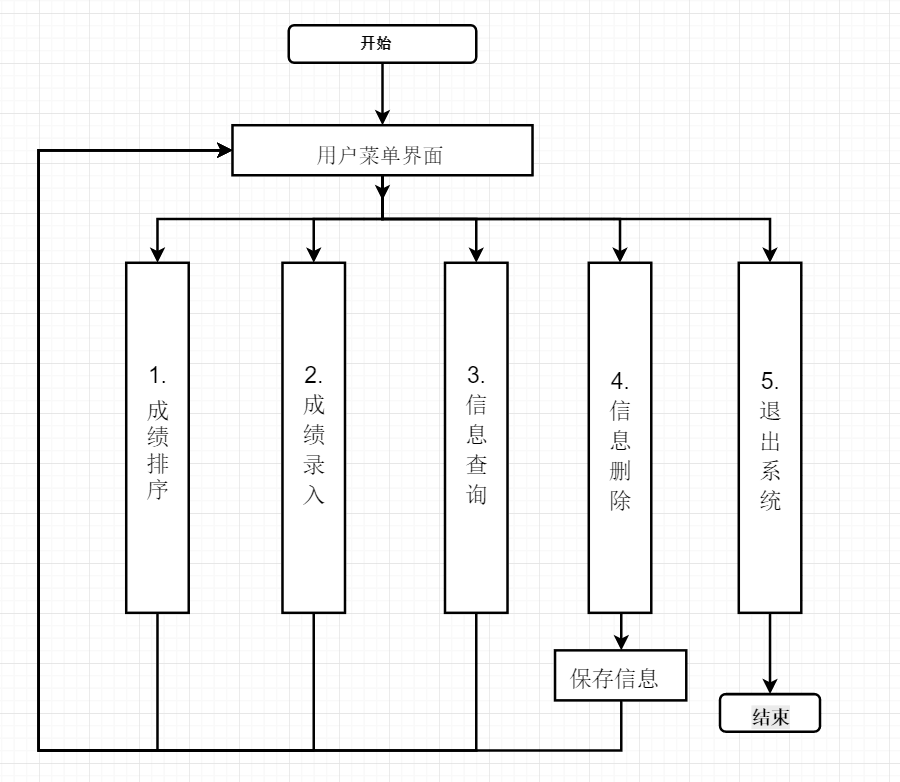 开始
用户菜单界面
1.
成
绩
排
序
2.
成
绩
录
入
3.
信
息
查
询
4.
信
息
删
除
5.
退
出
系
统
保存信息
结束